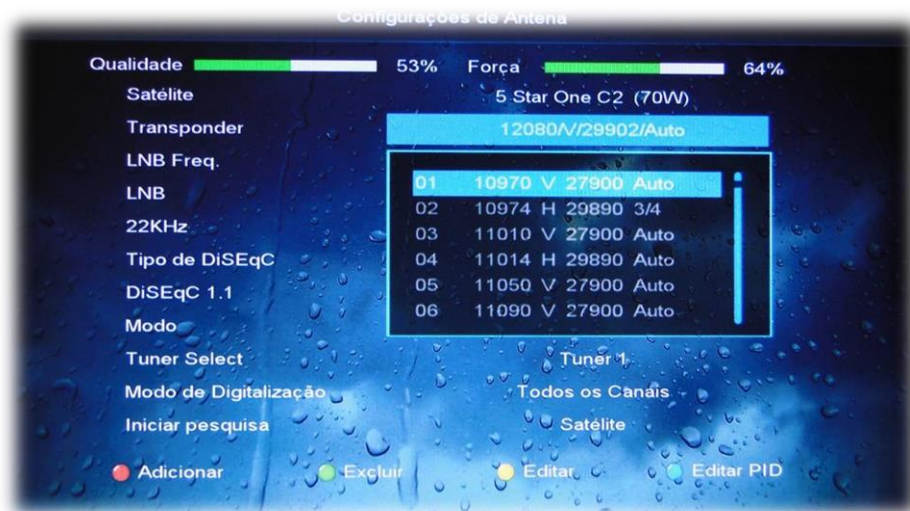 Configurações de Antena
Qualidade 53% Força 64%
Satélite 5 Star One C2 (70W)
Transponder 12080/V/29902/Auto
LNB Freq.
01 10970 V 27900 Auto
LNB
02 10974 H 29890 3/4
22KHz
03 11010 V 27900 Auto
Tipo de DiSEqC
04 11014 H 29890 Auto
DiSEqC 1.1
05 11050 V 27900 Auto
06 11090 V 27900 Auto
Modo
Tuner Select Tuner 1
Modo de Digitalização Todos os Canais
Iniciar pesquisa Satélite
Adicionar Excluir Editar Editar PID